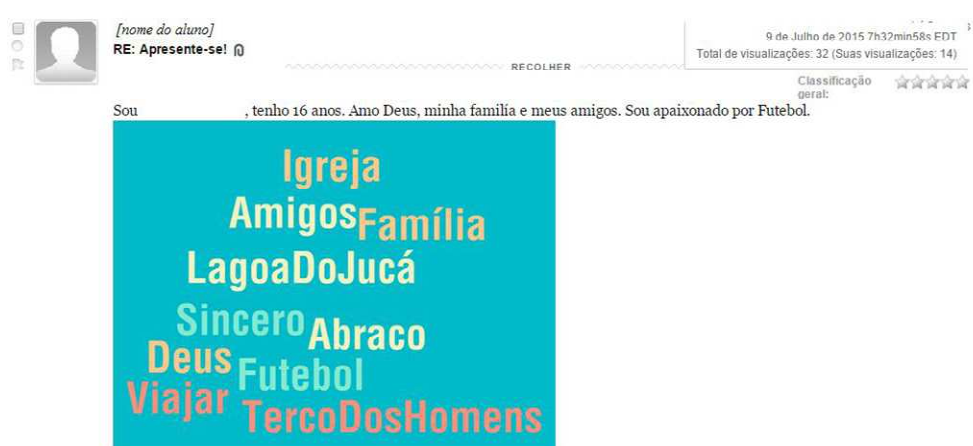 [nome do aluno]
RE: Apresente-se!
9 de Julho de 2015 7h32min58s EDT
Total de visualizações: 32 (Suas visualizações: 14)
RECOLHER
Classificação
geral:
Sou , tenho 16 anos. Amo Deus, minha familia e meus amigos. Sou apaixonado por Futebol.
Igreja
Amigos Família
LagoaDoJucá
Sincero Abraco
Deus Futebol
Viajar TercoDosHomens